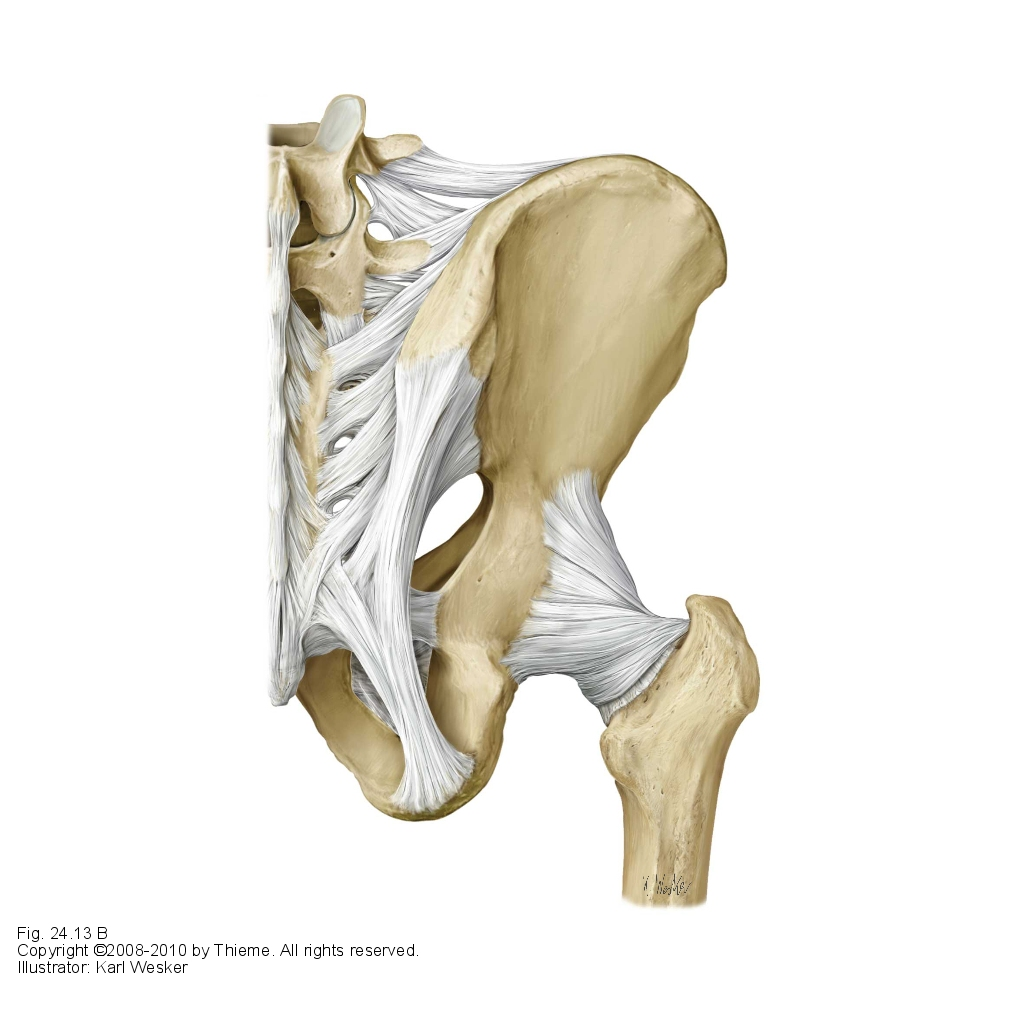 Fig. 24.13 B
Copyright ©2008-2010 by Thieme. All rights reserved.
Illustrator: Karl Wesker